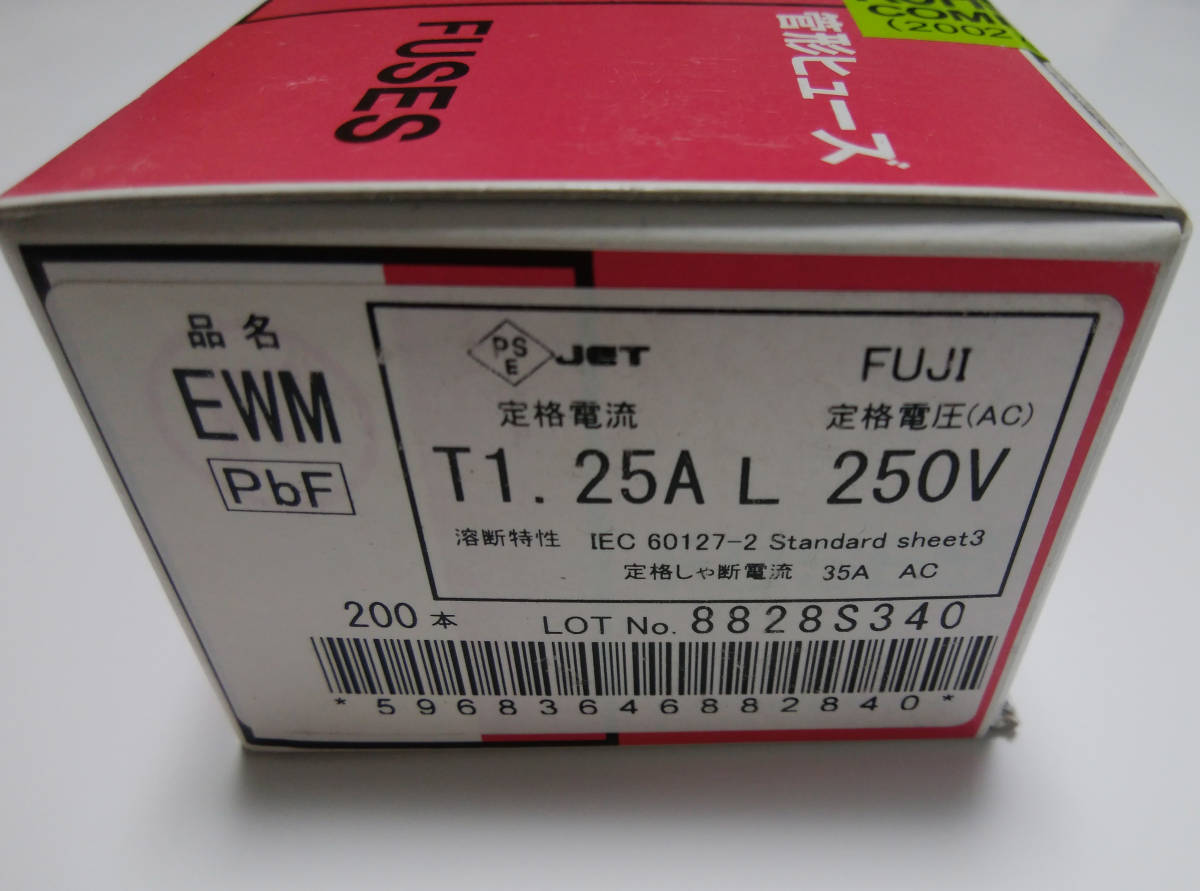 FUSES
管形ヒューズ
(2002
品名
EWM
PbF
PSE JET
FUJI
定格電流
定格電圧(AC)
T1.25A L 250V
溶断特性 IEC 60127-2 Standard sheet3
定格しゃ断電流 35A AC
200本
LOT No. 8828S340
*59683646882840*